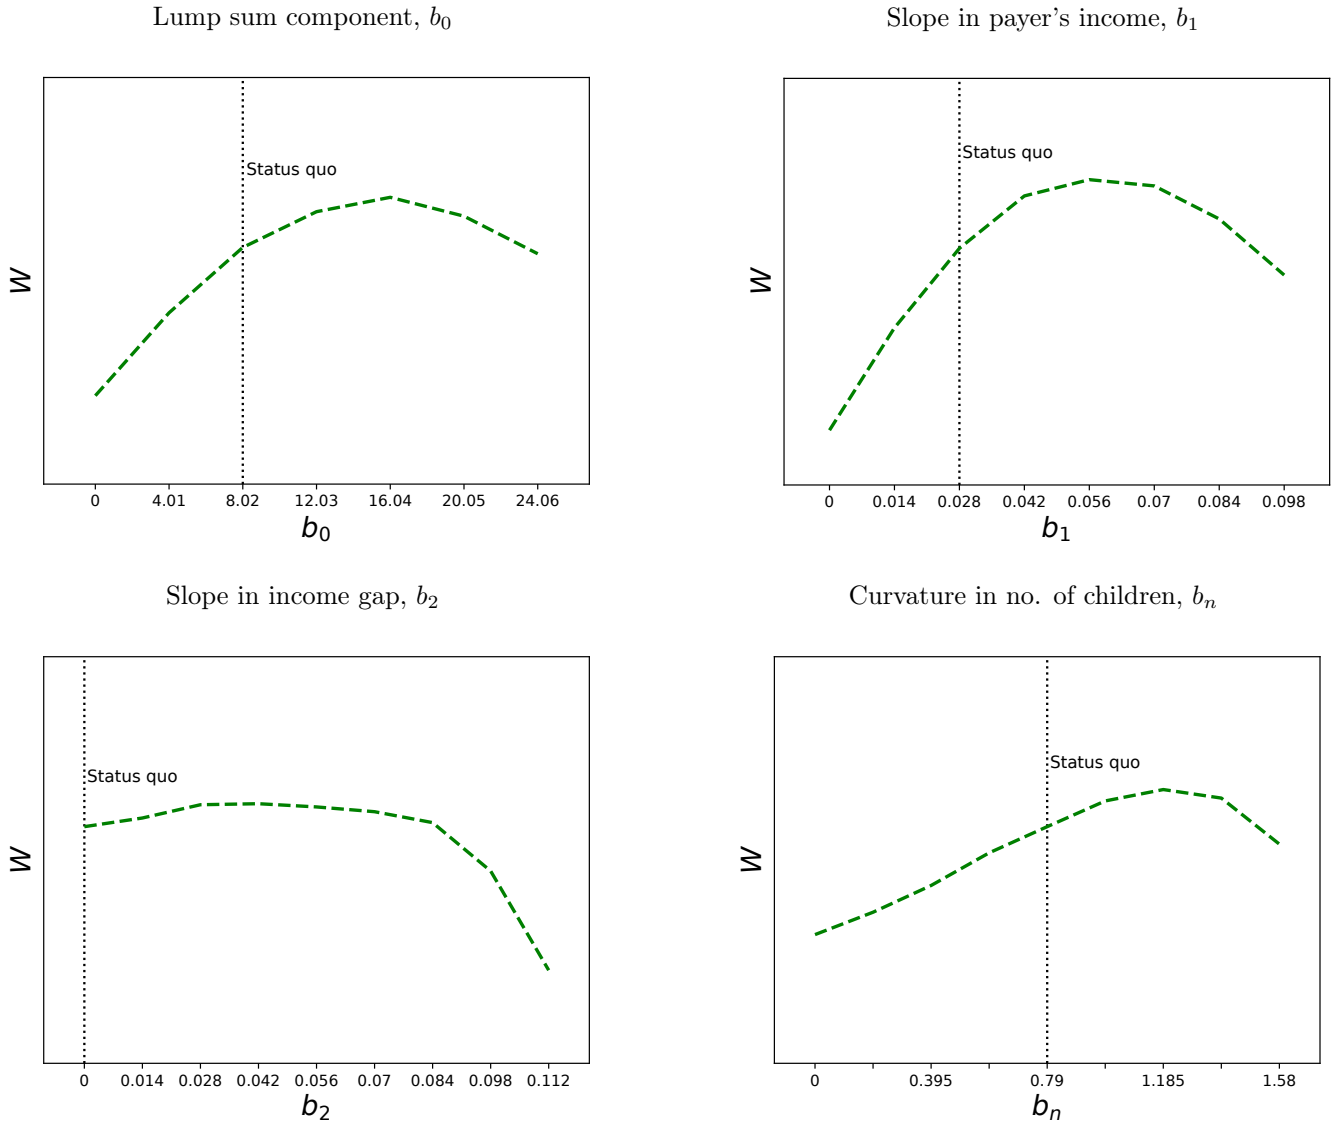 Lump sum component, b₀
Slope in payer's income, b₁
Status quo
W
0 4.01 8.02 12.03 16.04 20.05 24.06
b₀
Status quo
W
0 0.014 0.028 0.042 0.056 0.07 0.084 0.098
b₁
Slope in income gap, b₂
Curvature in no. of children, bₙ
Status quo
W
0 0.014 0.028 0.042 0.056 0.07 0.084 0.098 0.112
b₂
Status quo
W
0 0.395 0.79 1.185 1.58
bₙ